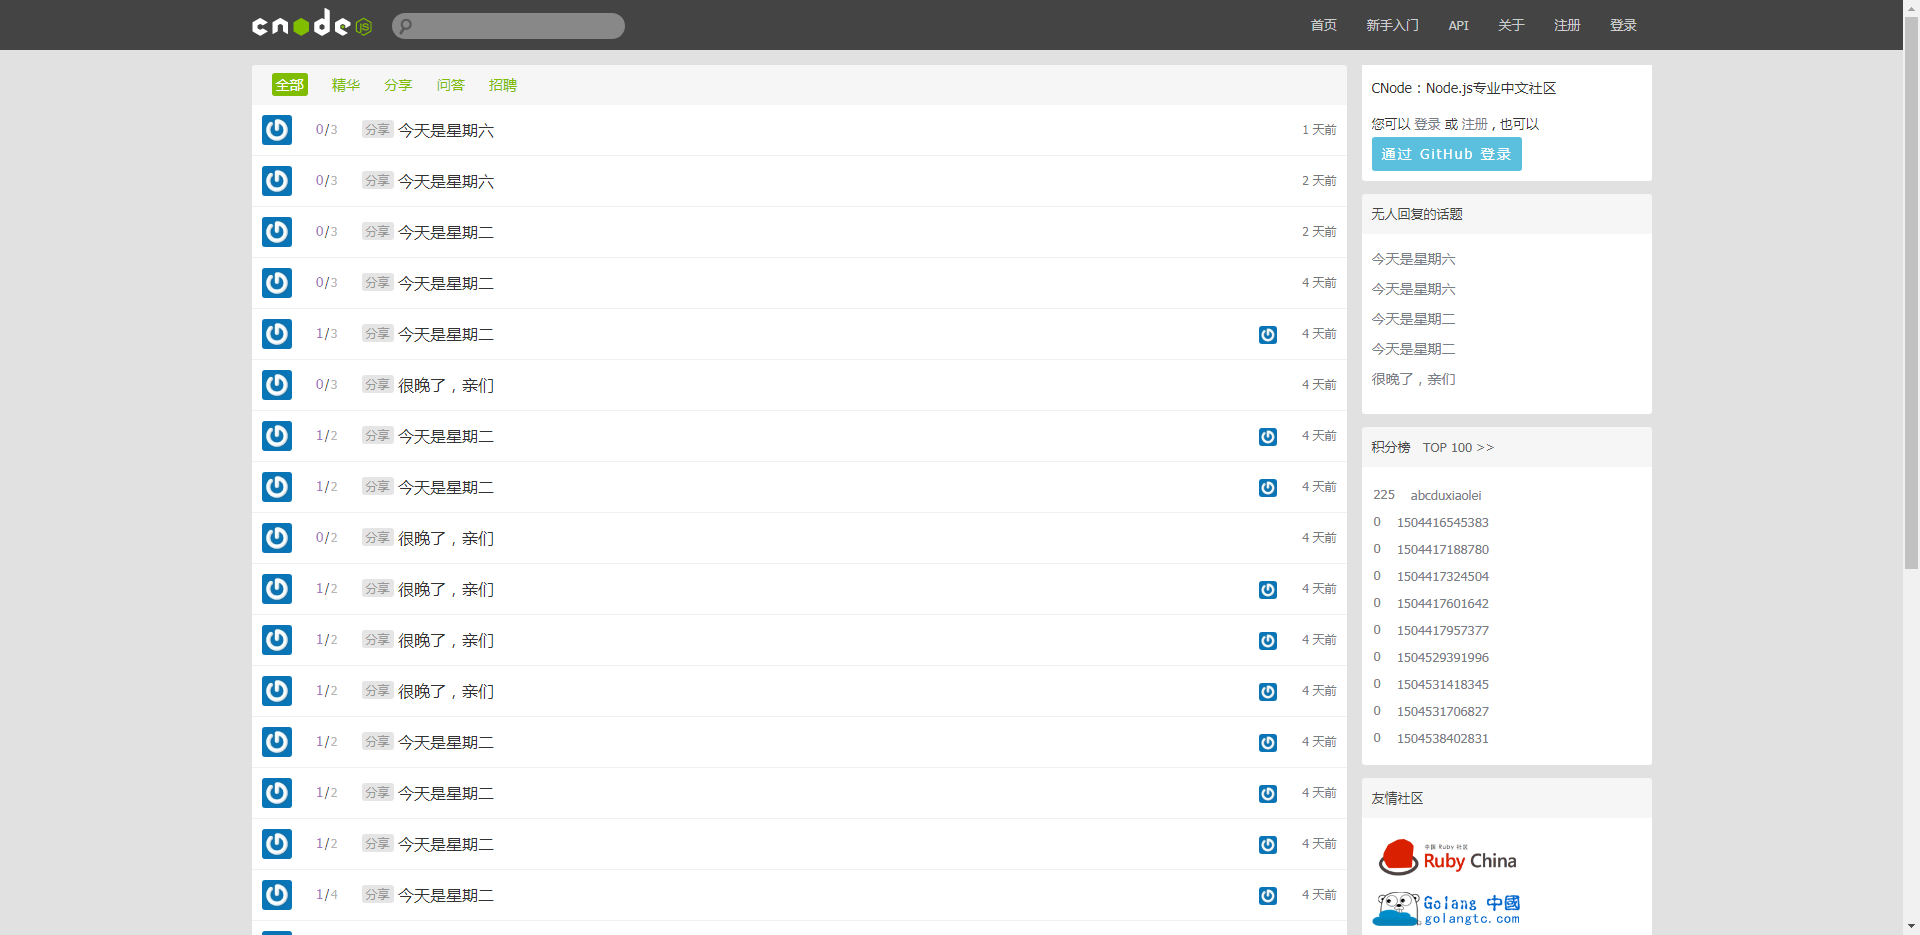 cnode JS 首页 新手入门 API 关于 注册 登录
全部 精华 分享 问答 招聘
0/3 分享 今天是星期六 1 天前
0/3 分享 今天是星期六 2 天前
0/3 分享 今天是星期二 2 天前
0/3 分享 今天是星期二 4 天前
1/3 分享 今天是星期二 4 天前
0/3 分享 很晚了，亲们 4 天前
1/2 分享 今天是星期二 4 天前
1/2 分享 今天是星期二 4 天前
0/2 分享 很晚了，亲们 4 天前
1/2 分享 很晚了，亲们 4 天前
1/2 分享 很晚了，亲们 4 天前
1/2 分享 很晚了，亲们 4 天前
1/2 分享 今天是星期二 4 天前
1/2 分享 今天是星期二 4 天前
1/2 分享 今天是星期二 4 天前
1/4 分享 今天是星期二 4 天前
CNode：Node.js专业中文社区
您可以 登录 或 注册 , 也可以
通过 GitHub 登录
无人回复的话题
今天是星期六
今天是星期六
今天是星期二
今天是星期二
很晚了，亲们
积分榜 TOP 100 >>
225 abcduxiaolei
0 1504416545383
0 1504417188780
0 1504417324504
0 1504417601642
0 1504417957377
0 1504529391996
0 1504531418345
0 1504531706827
0 1504538402831
友情社区
中国 Ruby 社区
Ruby China
Golang 中國
golangtc.com